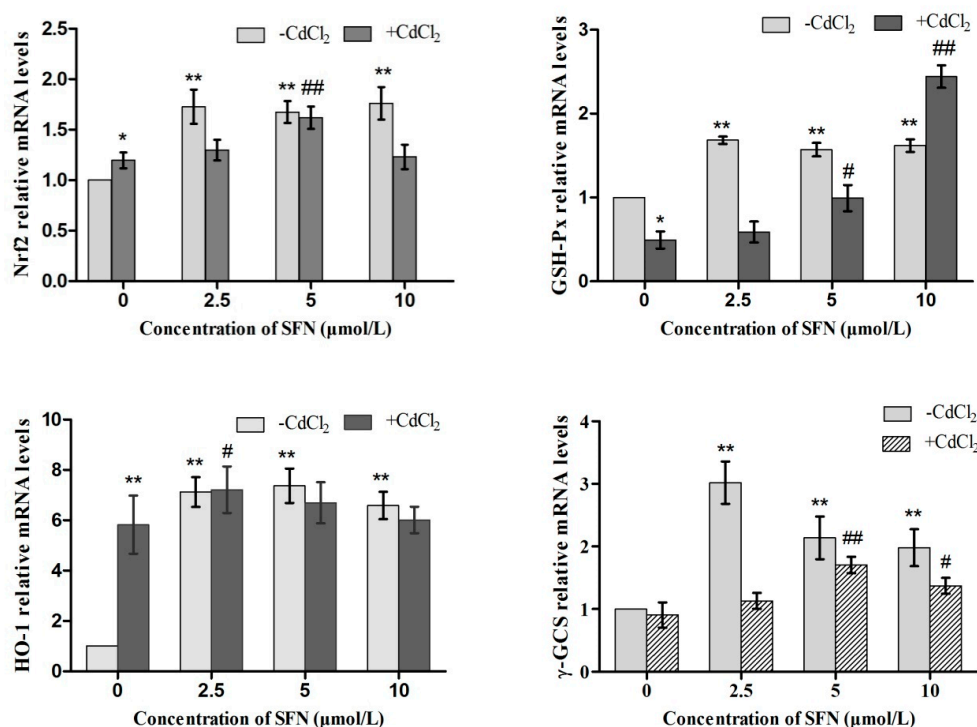 Nrf2 relative mRNA levels
-CdCl₂ +CdCl₂
2.5
2.0
1.5
1.0
0.5
0.0
*
**
**
##
**
0 2.5 5 10
Concentration of SFN (µmol/L)
GSH-Px relative mRNA levels
-CdCl₂ +CdCl₂
3
2
1
0
*
**
**
#
**
##
0 2.5 5 10
Concentration of SFN (µmol/L)
HO-1 relative mRNA levels
-CdCl₂ +CdCl₂
10
8
6
4
2
0
**
**
#
**
**
0 2.5 5 10
Concentration of SFN (µmol/L)
γ-GCS relative mRNA levels
-CdCl₂
+CdCl₂
4
3
2
1
0
**
**
##
**
#
0 2.5 5 10
Concentration of SFN (µmol/L)